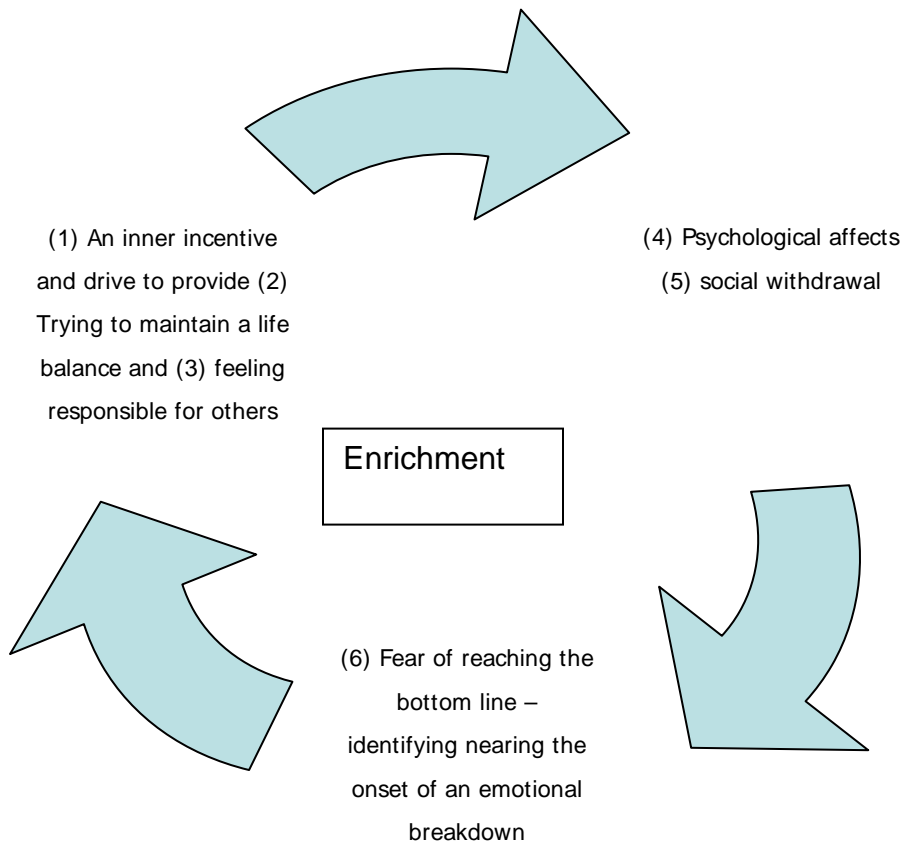 (1) An inner incentive
and drive to provide (2)
Trying to maintain a life
balance and (3) feeling
responsible for others
(4) Psychological affects
(5) social withdrawal
Enrichment
(6) Fear of reaching the
bottom line –
identifying nearing the
onset of an emotional
breakdown